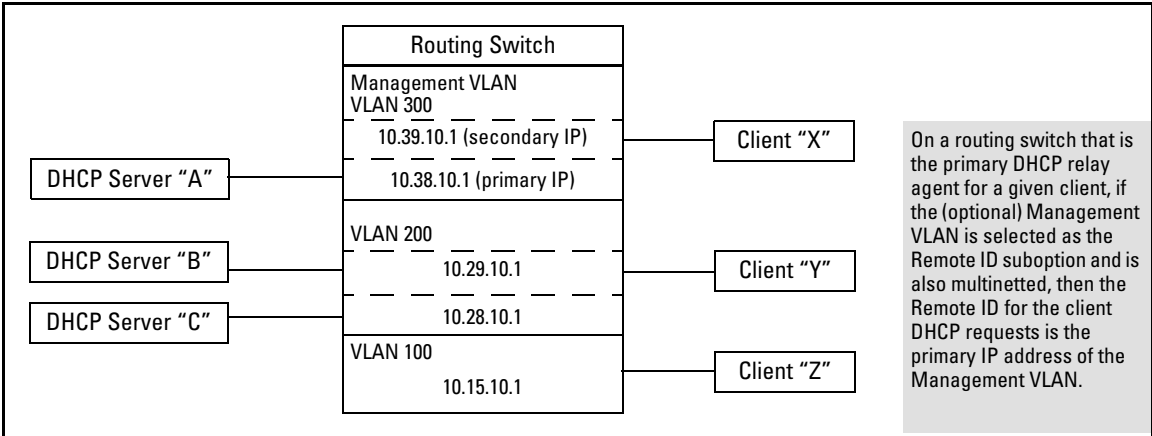 Routing Switch
Management VLAN
VLAN 300
10.39.10.1 (secondary IP)
10.38.10.1 (primary IP)
VLAN 200
10.29.10.1
10.28.10.1
VLAN 100
10.15.10.1
DHCP Server “A”
DHCP Server “B”
DHCP Server “C”
Client “X”
Client “Y”
Client “Z”
On a routing switch that is
the primary DHCP relay
agent for a given client, if
the (optional) Management
VLAN is selected as the
Remote ID suboption and is
also multinetted, then the
Remote ID for the client
DHCP requests is the
primary IP address of the
Management VLAN.